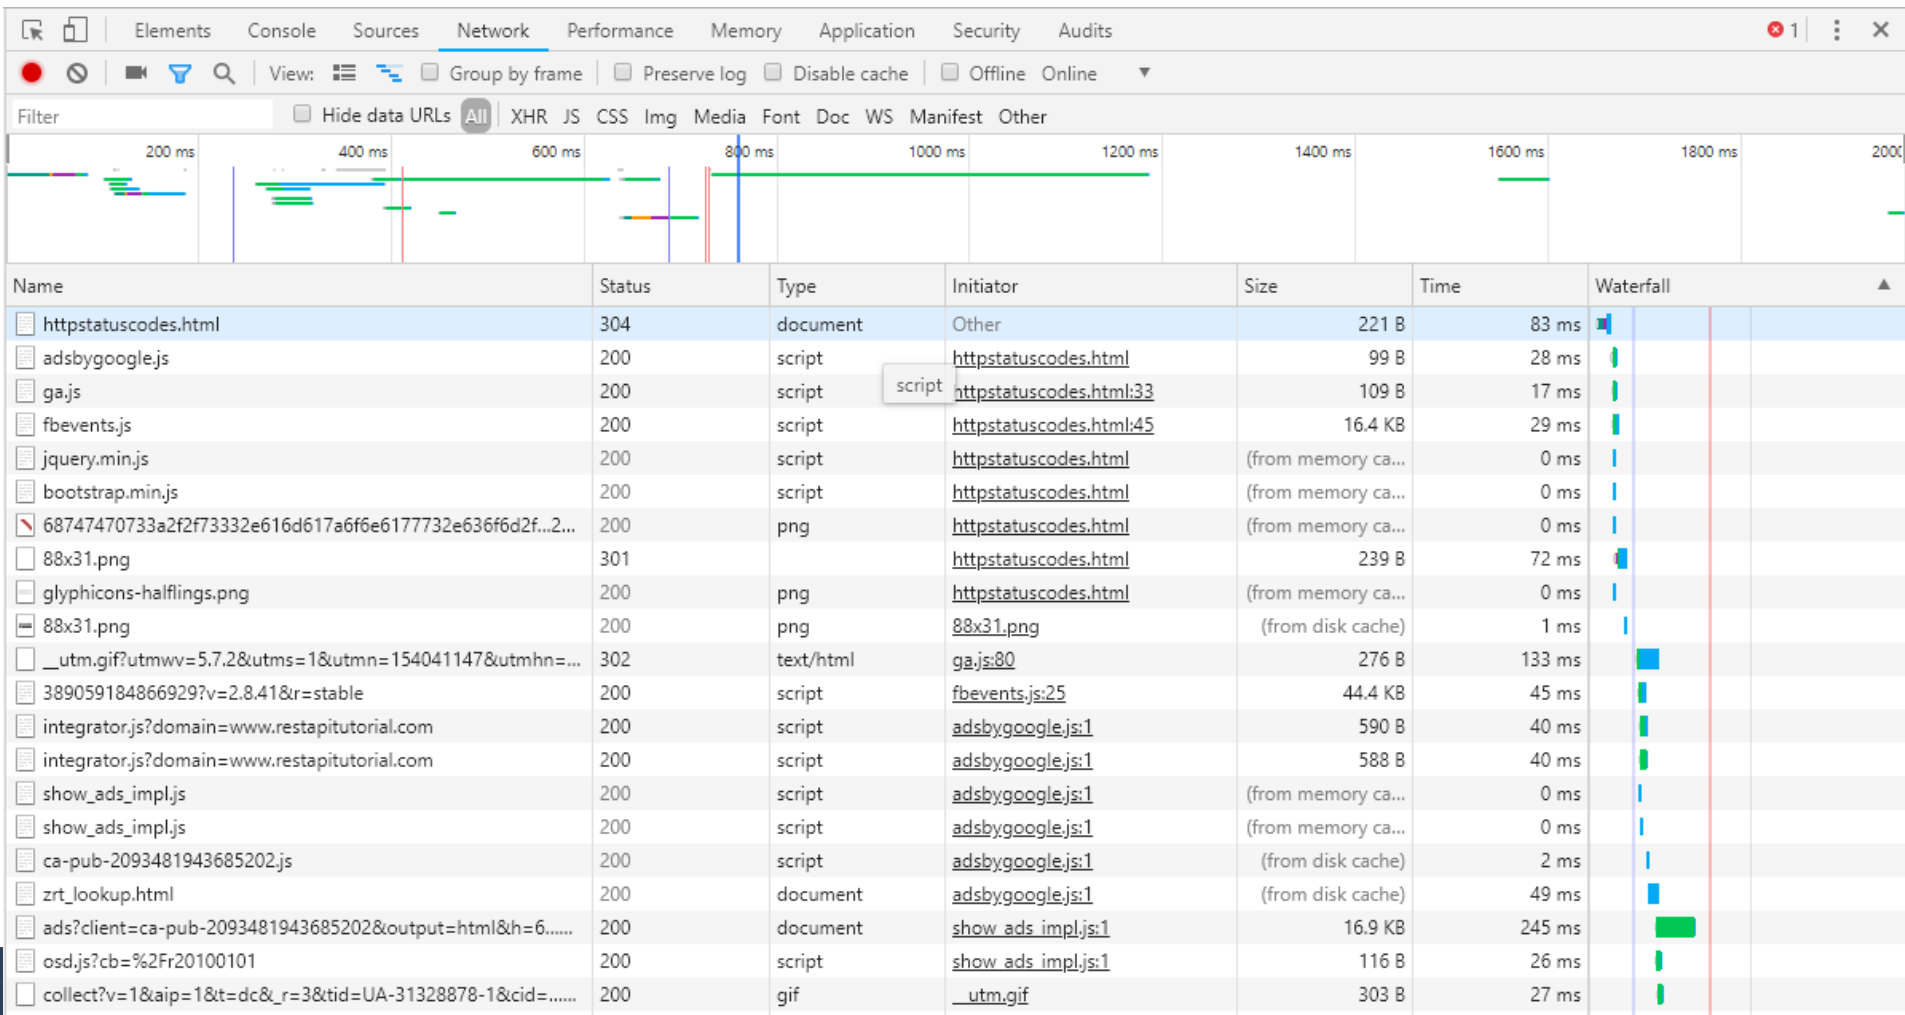 Elements Console Sources Network Performance Memory Application Security Audits 1
View: Group by frame Preserve log Disable cache Offline Online
Filter Hide data URLs All XHR JS CSS Img Media Font Doc WS Manifest Other
200 ms 400 ms 600 ms 800 ms 1000 ms 1200 ms 1400 ms 1600 ms 1800 ms 2000
Name Status Type Initiator Size Time Waterfall
httpstatuscodes.html 304 document Other 221 B 83 ms
adsbygoogle.js 200 script httpstatuscodes.html 99 B 28 ms
script
ga.js 200 script httpstatuscodes.html:33 109 B 17 ms
fbevents.js 200 script httpstatuscodes.html:45 16.4 KB 29 ms
jquery.min.js 200 script httpstatuscodes.html (from memory ca... 0 ms
bootstrap.min.js 200 script httpstatuscodes.html (from memory ca... 0 ms
68747470733a2f2f73332e616d617a6f6e6177732e636f6d2f...2... 200 png httpstatuscodes.html (from memory ca... 0 ms
88x31.png 301 httpstatuscodes.html 239 B 72 ms
glyphicons-halflings.png 200 png httpstatuscodes.html (from memory ca... 0 ms
88x31.png 200 png 88x31.png (from disk cache) 1 ms
__utm.gif?utmwv=5.7.2&utms=1&utmn=154041147&utmhn=... 302 text/html ga.js:80 276 B 133 ms
389059184866929?v=2.8.41&r=stable 200 script fbevents.js:25 44.4 KB 45 ms
integrator.js?domain=www.restapitutorial.com 200 script adsbygoogle.js:1 590 B 40 ms
integrator.js?domain=www.restapitutorial.com 200 script adsbygoogle.js:1 588 B 40 ms
show_ads_impl.js 200 script adsbygoogle.js:1 (from memory ca... 0 ms
show_ads_impl.js 200 script adsbygoogle.js:1 (from memory ca... 0 ms
ca-pub-2093481943685202.js 200 script adsbygoogle.js:1 (from disk cache) 2 ms
zrt_lookup.html 200 document adsbygoogle.js:1 (from disk cache) 49 ms
ads?client=ca-pub-2093481943685202&output=html&h=6...... 200 document show_ads_impl.js:1 16.9 KB 245 ms
osd.js?cb=%2Fr20100101 200 script show_ads_impl.js:1 116 B 26 ms
collect?v=1&aip=1&t=dc&_r=3&tid=UA-31328878-1&cid=...... 200 gif __utm.gif 303 B 27 ms